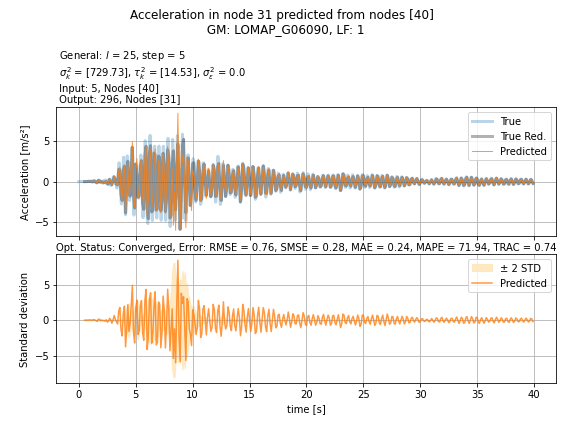 Acceleration in node 31 predicted from nodes [40]
GM: LOMAP_G06090, LF: 1
General: l = 25, step = 5
σ_k^2 = [729.73], τ_k^2 = [14.53], σ_ε^2 = 0.0
Input: 5, Nodes [40]
Output: 296, Nodes [31]
Acceleration [m/s²]
5
0
−5
True
True Red.
Predicted
Opt. Status: Converged, Error: RMSE = 0.76, SMSE = 0.28, MAE = 0.24, MAPE = 71.94, TRAC = 0.74
Standard deviation
5
0
−5
± 2 STD
Predicted
0 5 10 15 20 25 30 35 40
time [s]